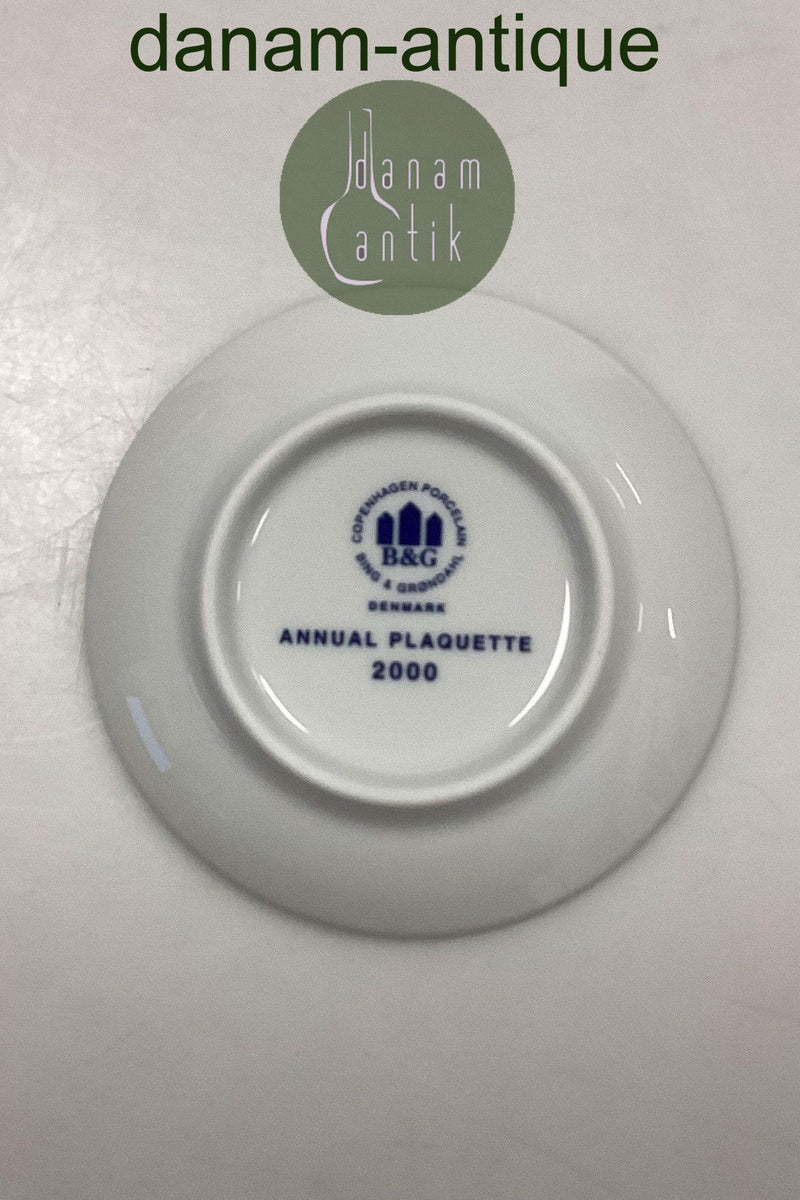 danam-antique
danam
antik
COPENHAGEN PORCELAIN
B&G
BING & GRØNDAHL
DENMARK
ANNUAL PLAQUETTE
2000